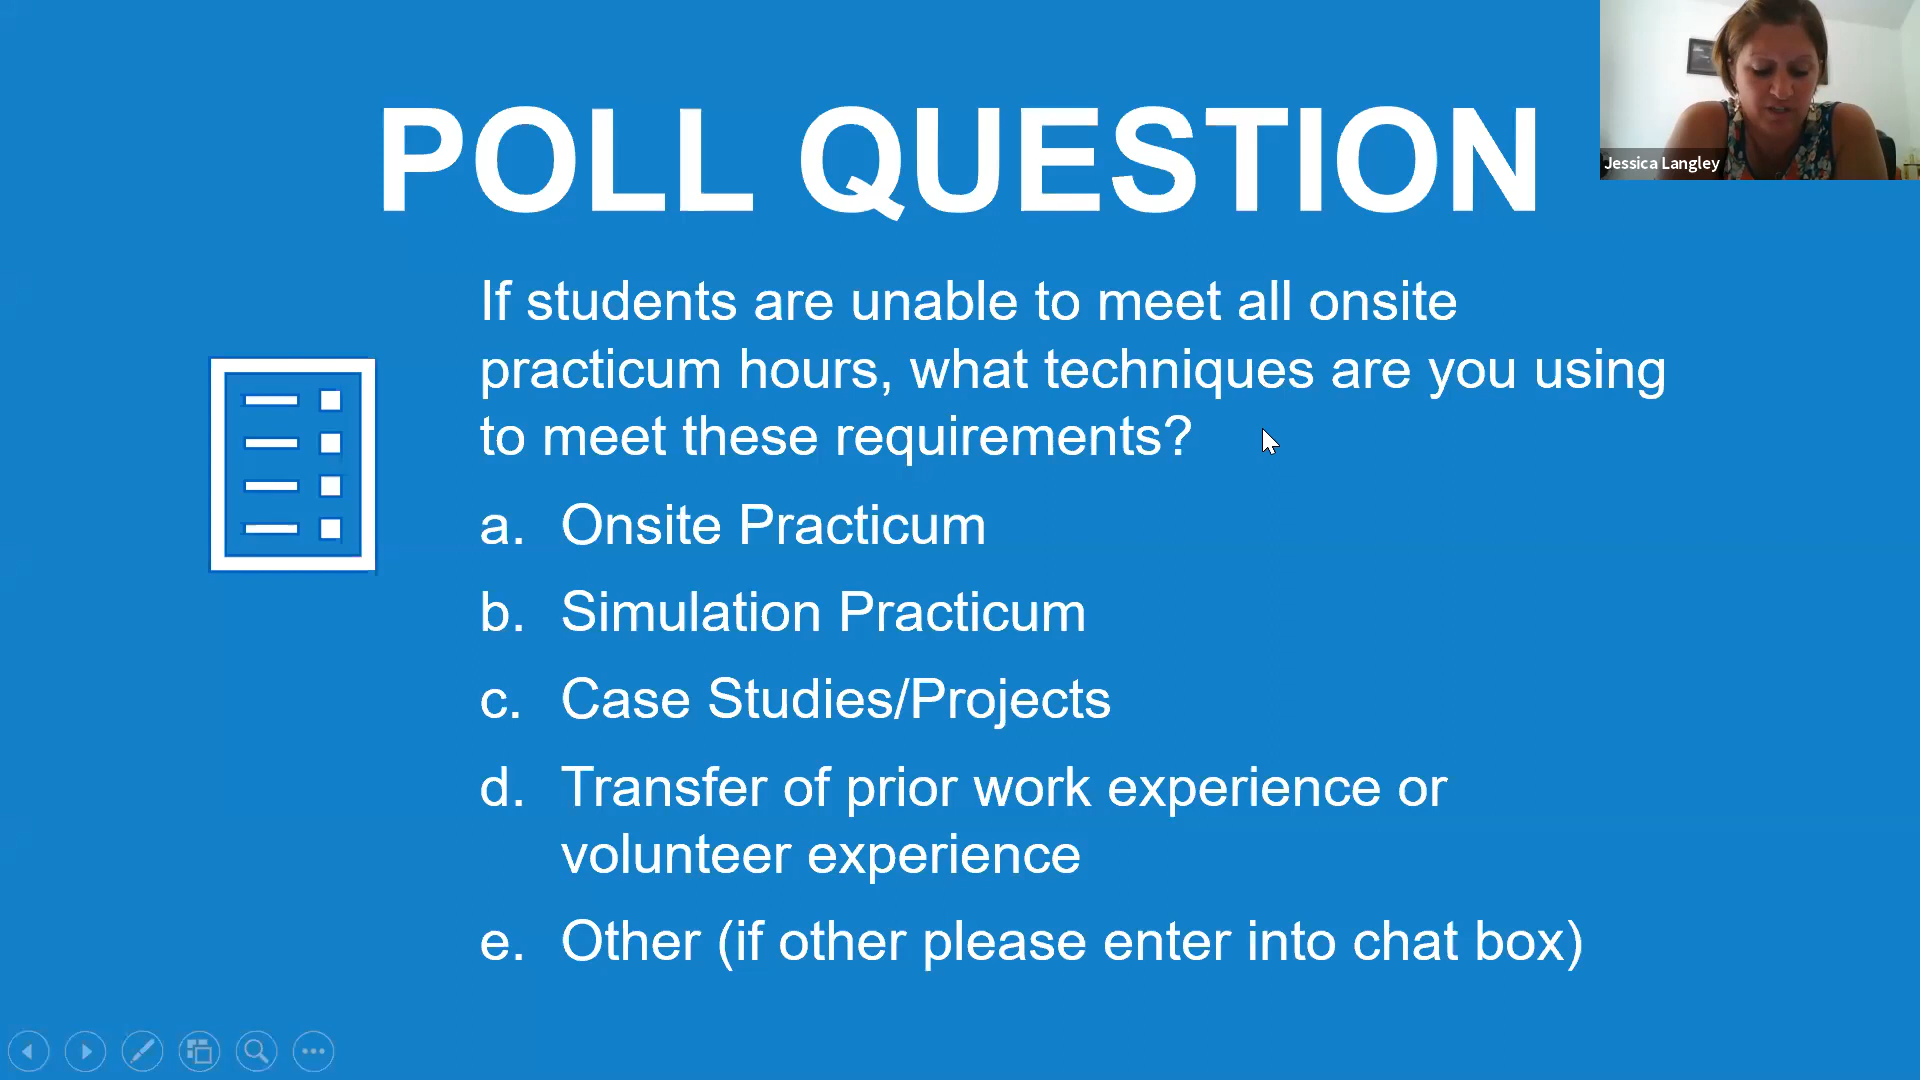 POLL QUESTION
Jessica Langley
If students are unable to meet all onsite
practicum hours, what techniques are you using
to meet these requirements?
a. Onsite Practicum
b. Simulation Practicum
c. Case Studies/Projects
d. Transfer of prior work experience or
volunteer experience
e. Other (if other please enter into chat box)